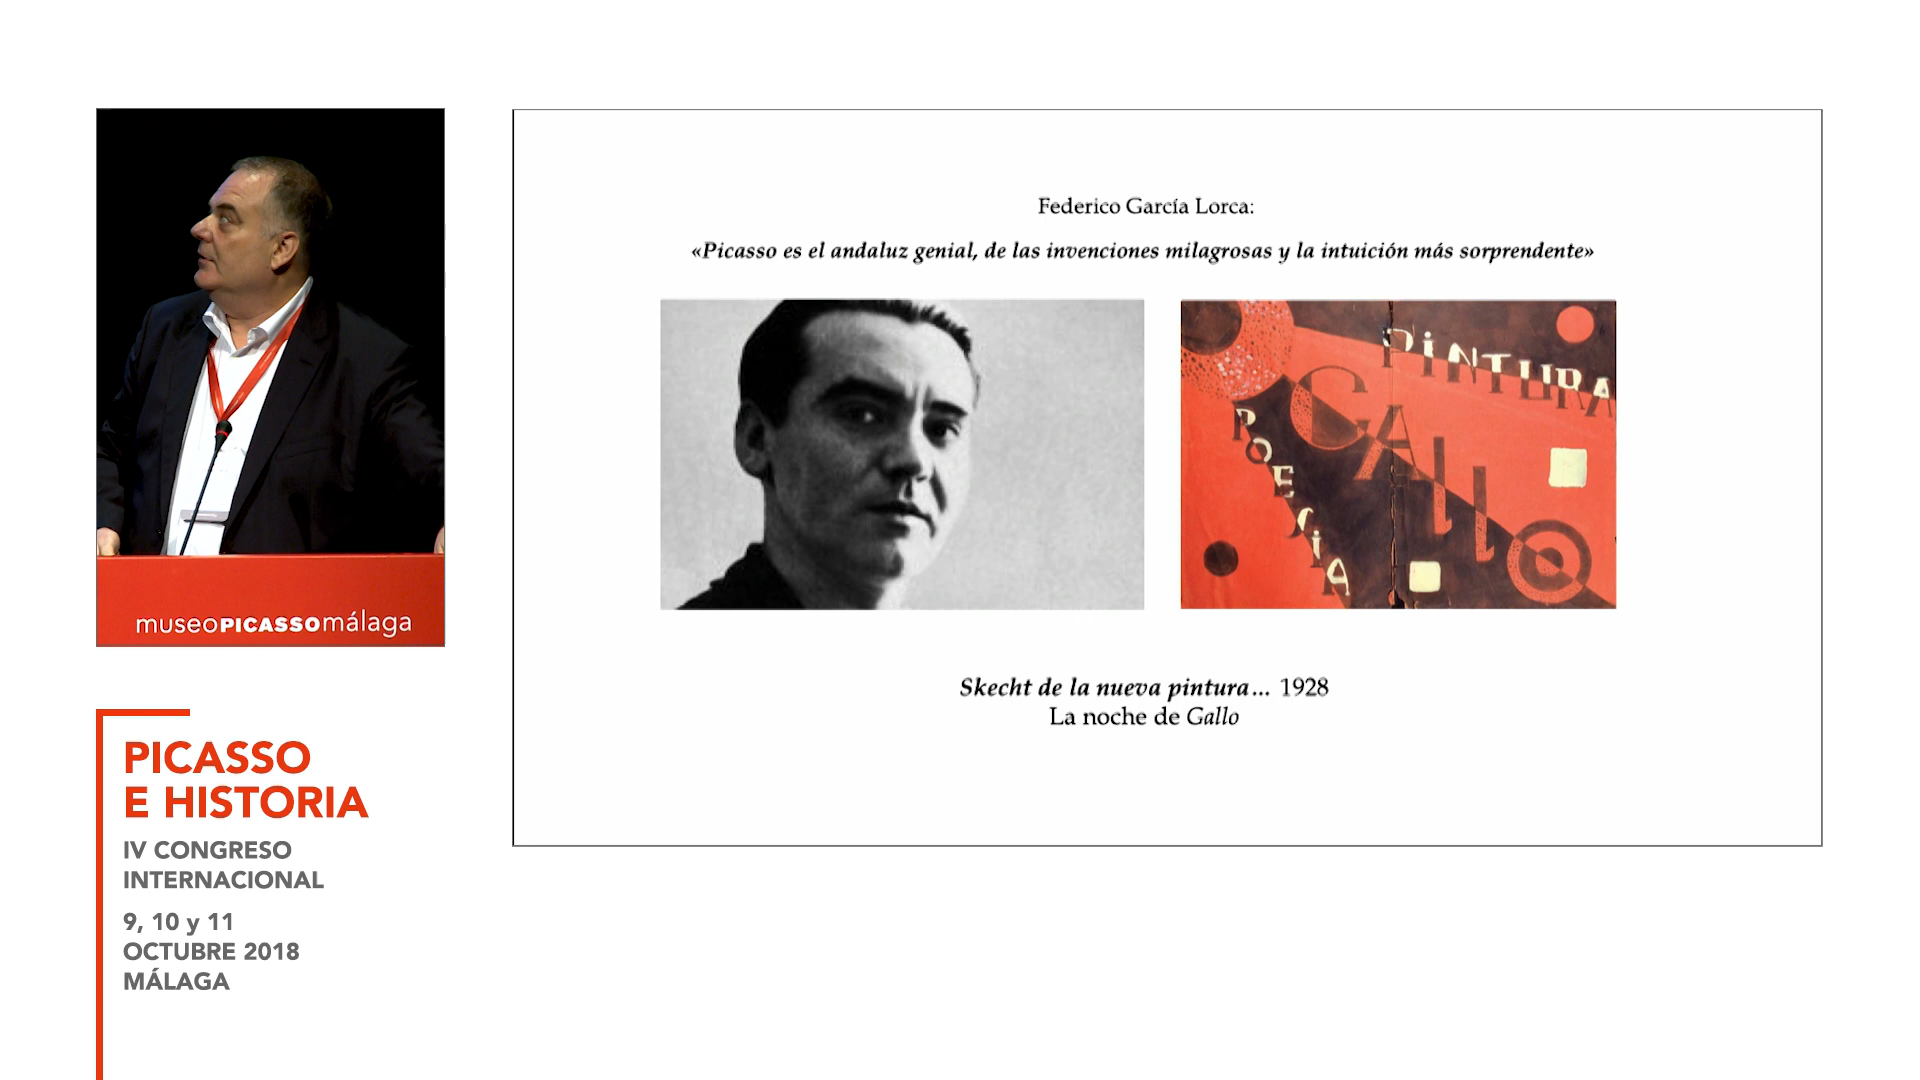 museoPICASSOmálaga
PICASSO
E HISTORIA
IV CONGRESO
INTERNACIONAL
9, 10 y 11
OCTUBRE 2018
MÁLAGA
Federico García Lorca:
«Picasso es el andaluz genial, de las invenciones milagrosas y la intuición más sorprendente»
PINTURA
GALLO
POESIA
Skecht de la nueva pintura... 1928
La noche de Gallo